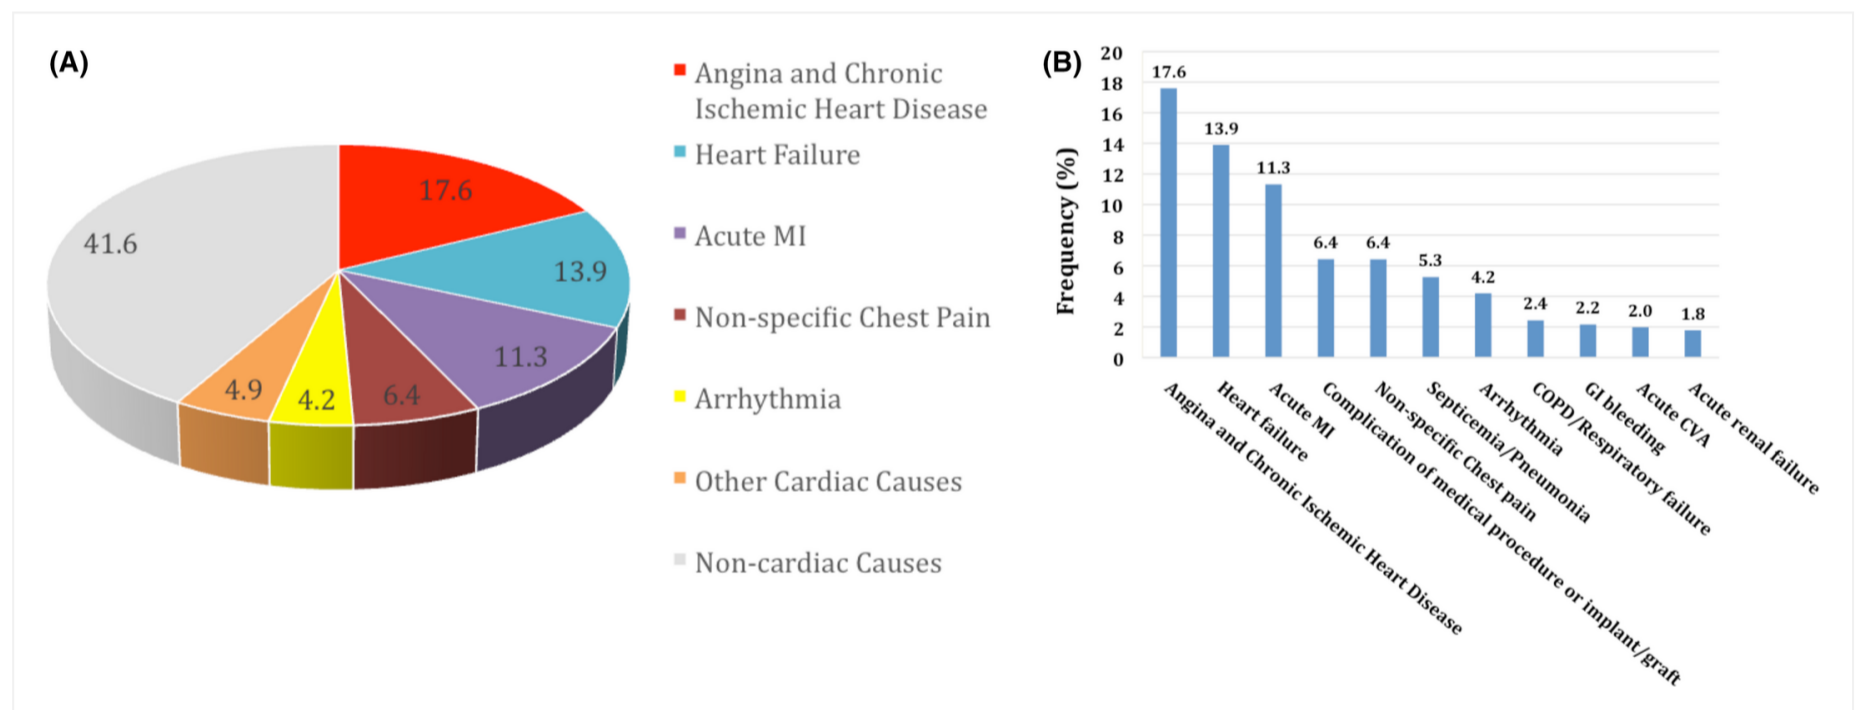 (A)
17.6
13.9
11.3
6.4
4.2
4.9
41.6
Angina and Chronic
Ischemic Heart Disease
Heart Failure
Acute MI
Non-specific Chest Pain
Arrhythmia
Other Cardiac Causes
Non-cardiac Causes
(B)
Frequency (%)
20
18
16
14
12
10
8
6
4
2
0
17.6
13.9
11.3
6.4
6.4
5.3
4.2
2.4
2.2
2.0
1.8
Angina and Chronic Ischemic Heart Disease
Heart failure
Acute MI
Complication of medical procedure or implant/graft
Non-specific Chest pain
Septicemia/Pneumonia
Arrhythmia
COPD/Respiratory failure
GI bleeding
Acute CVA
Acute renal failure